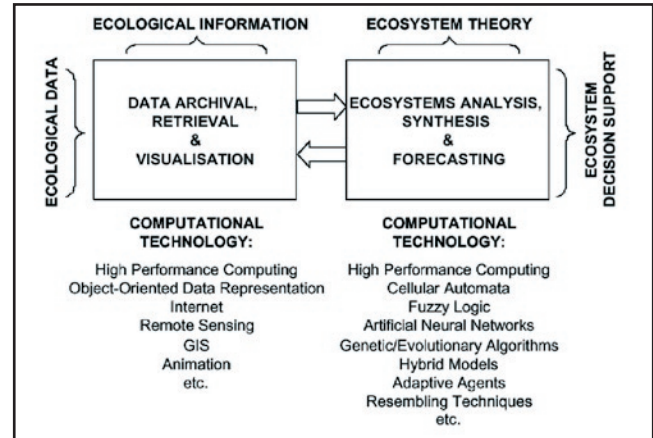 ECOLOGICAL INFORMATION
ECOSYSTEM THEORY
ECOLOGICAL DATA
DATA ARCHIVAL,
RETRIEVAL
&
VISUALISATION
ECOSYSTEMS ANALYSIS,
SYNTHESIS
&
FORECASTING
ECOSYSTEM
DECISION SUPPORT
COMPUTATIONAL
TECHNOLOGY:
High Performance Computing
Object-Oriented Data Representation
Internet
Remote Sensing
GIS
Animation
etc.
COMPUTATIONAL
TECHNOLOGY:
High Performance Computing
Cellular Automata
Fuzzy Logic
Artificial Neural Networks
Genetic/Evolutionary Algorithms
Hybrid Models
Adaptive Agents
Resembling Techniques
etc.